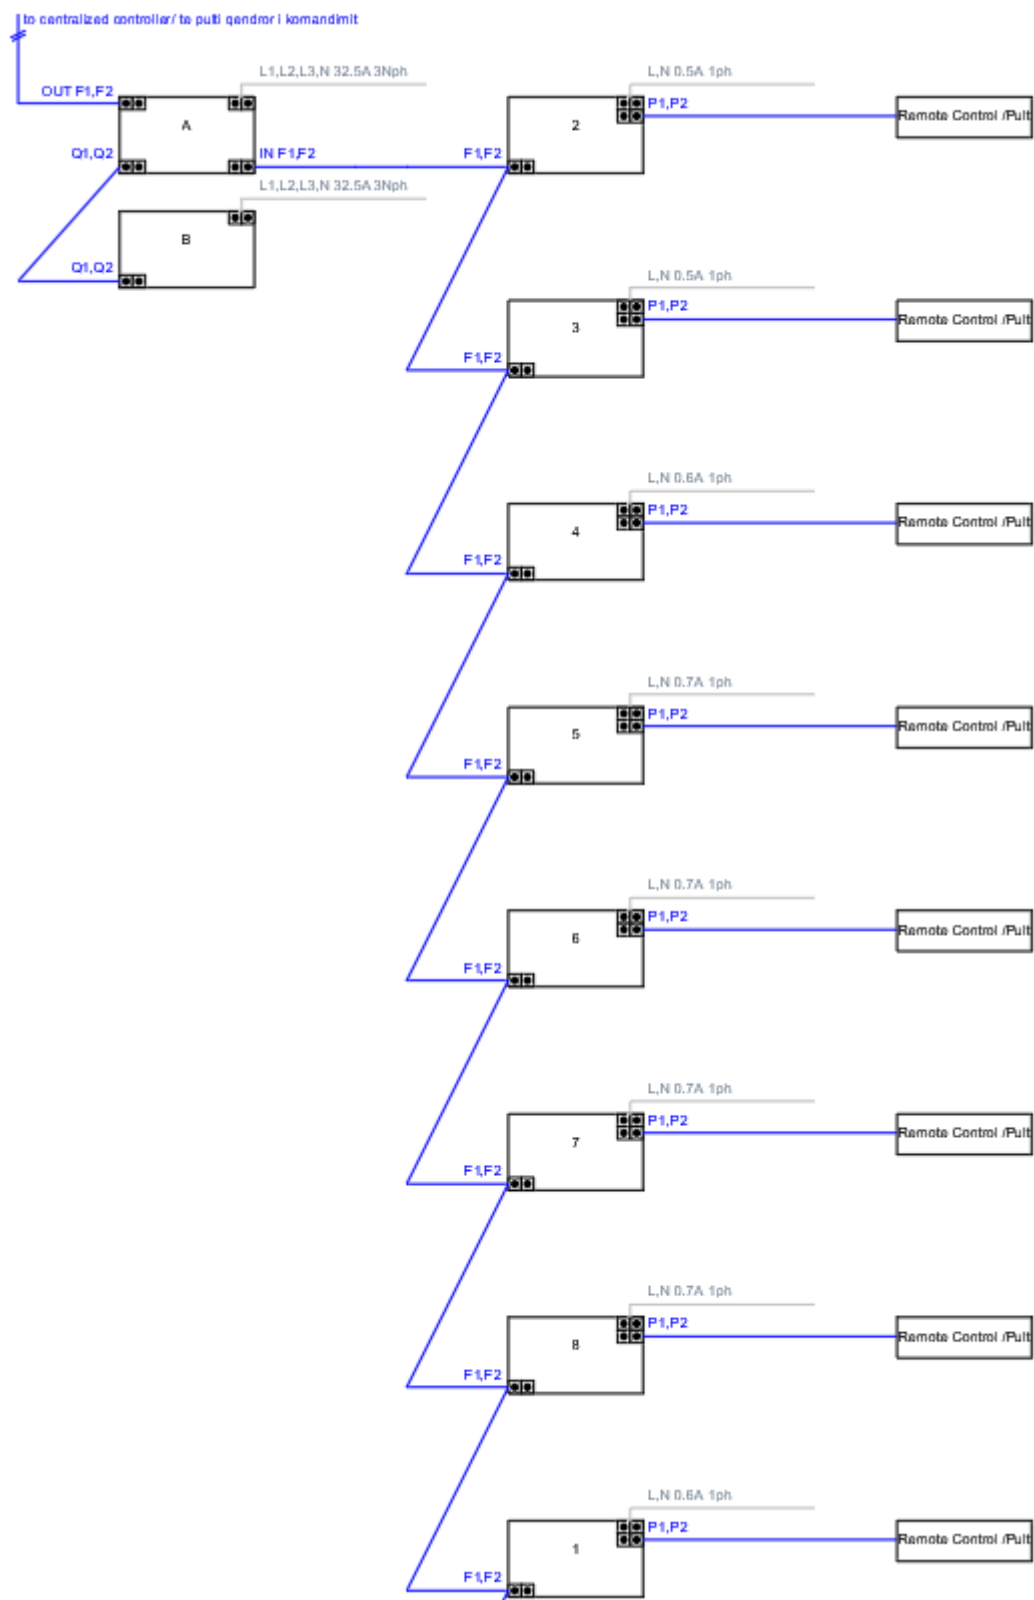 to centralized controller/ te pulti qendror i komandimit
L1,L2,L3,N 32.5A 3Nph
OUT F1,F2
A
Q1,Q2
IN F1,F2
L1,L2,L3,N 32.5A 3Nph
B
Q1,Q2
L,N 0.5A 1ph
P1,P2
2
Remote Control /Pult
F1,F2
L,N 0.5A 1ph
P1,P2
3
Remote Control /Pult
F1,F2
L,N 0.6A 1ph
P1,P2
4
Remote Control /Pult
F1,F2
L,N 0.7A 1ph
P1,P2
5
Remote Control /Pult
F1,F2
L,N 0.7A 1ph
P1,P2
6
Remote Control /Pult
F1,F2
L,N 0.7A 1ph
P1,P2
7
Remote Control /Pult
F1,F2
L,N 0.7A 1ph
P1,P2
8
Remote Control /Pult
F1,F2
L,N 0.6A 1ph
P1,P2
1
Remote Control /Pult
F1,F2